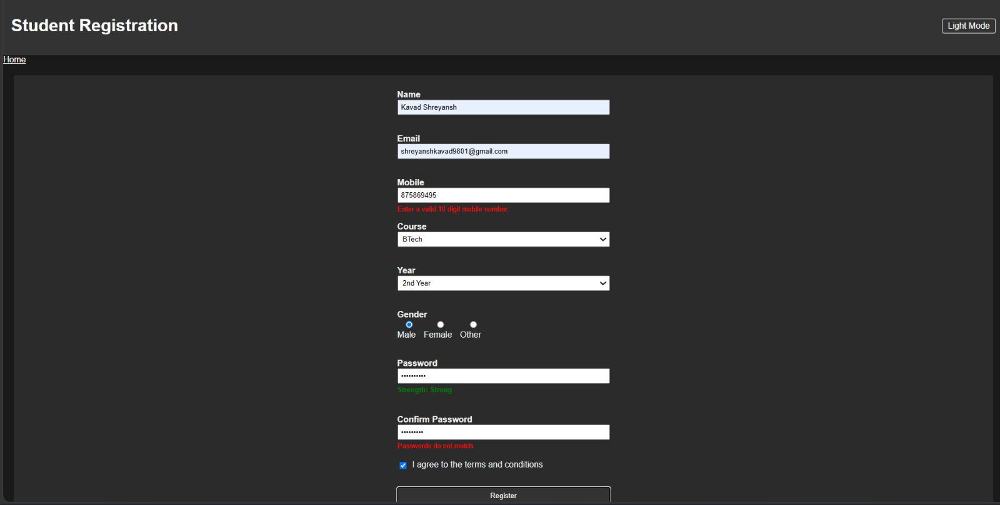 Student Registration
Light Mode
Home
Name
Kavad Shreyansh
Email
shreyanshkavad9801@gmail.com
Mobile
875869495
Enter a valid 10 digit mobile number.
Course
BTech
Year
2nd Year
Gender
Male Female Other
Password
••••••••••
Strength: Strong
Confirm Password
•••••••••
Passwords do not match.
I agree to the terms and conditions
Register